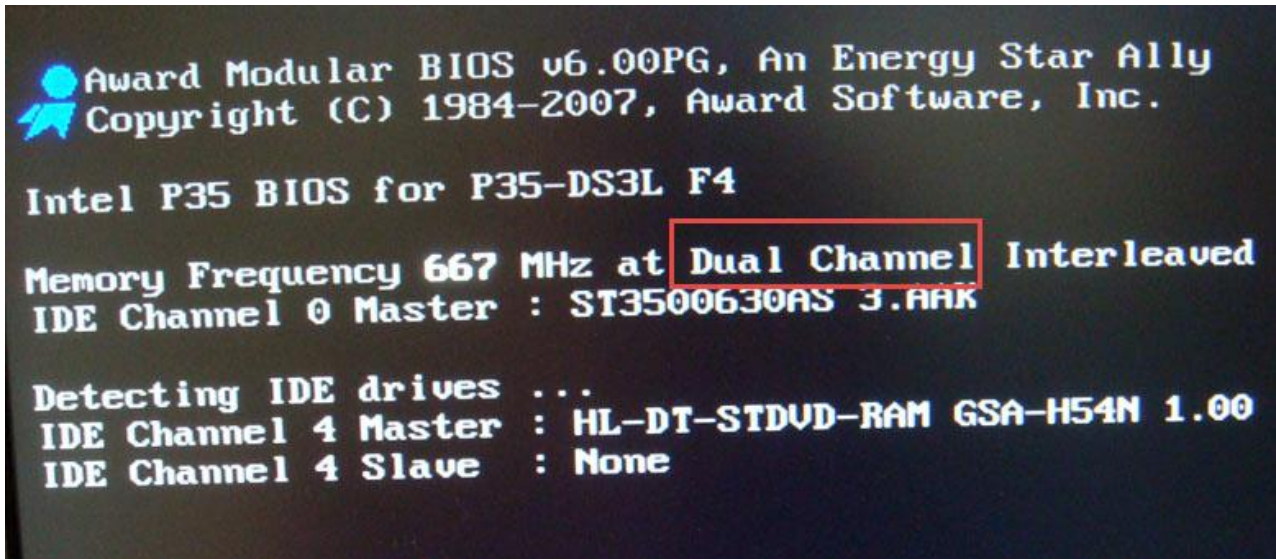 Award Modular BIOS v6.00PG, An Energy Star Ally
Copyright (C) 1984-2007, Award Software, Inc.
Intel P35 BIOS for P35-DS3L F4
Memory Frequency 667 MHz at Dual Channel Interleaved
IDE Channel 0 Master : ST3500630AS 3.AAK
Detecting IDE drives ...
IDE Channel 4 Master : HL-DT-STDVD-RAM GSA-H54N 1.00
IDE Channel 4 Slave : None